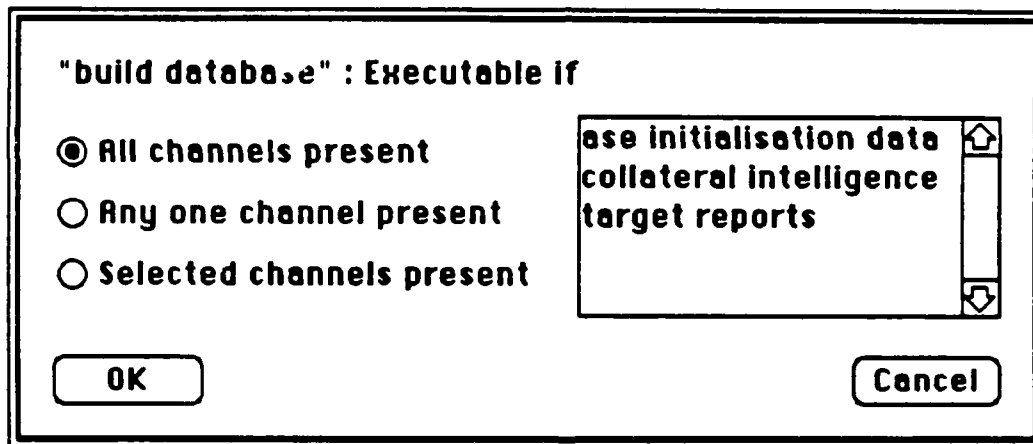 "build database" : Executable if
All channels present
Any one channel present
Selected channels present
ase initialisation data
collateral intelligence
target reports
OK
Cancel